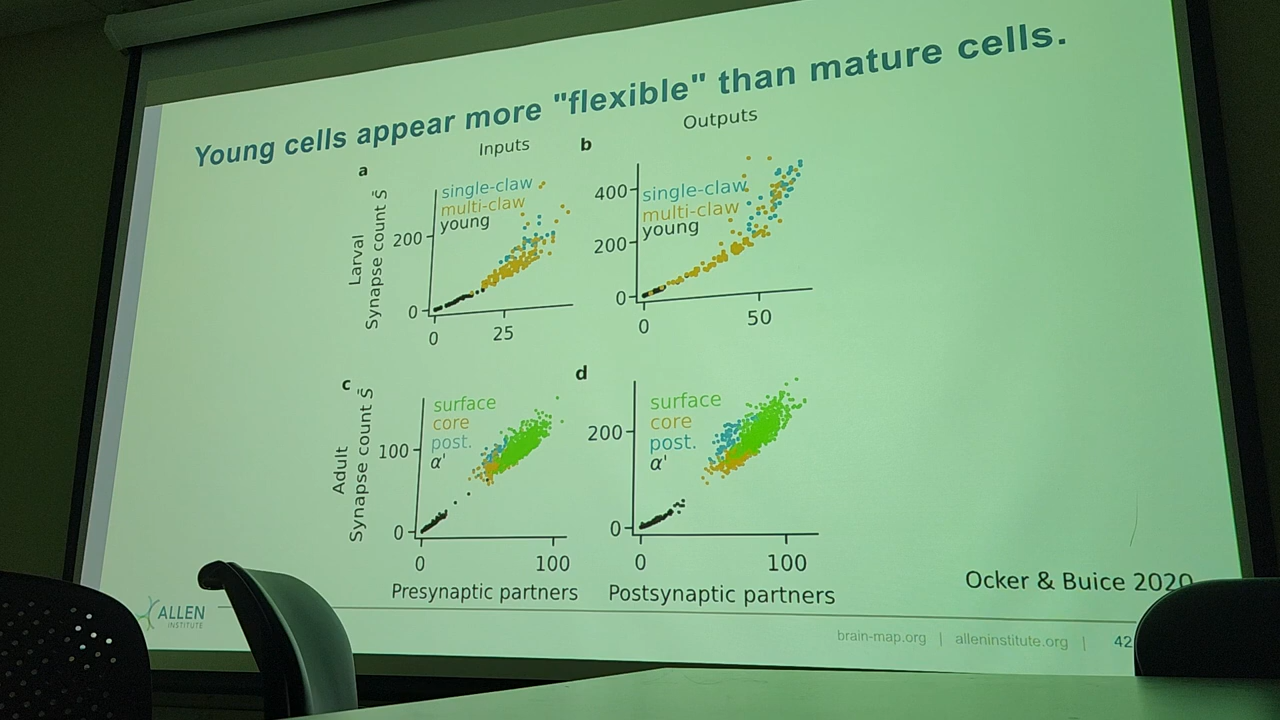 Young cells appear more "flexible" than mature cells.
Inputs
Outputs
a
b
single-claw
multi-claw
young
single-claw
multi-claw
young
Larval
Synapse count S̄
200
0
0
25
400
200
0
0
50
c
d
surface
core
post.
α'
surface
core
post.
α'
Adult
Synapse count S̄
100
0
0
100
200
0
0
100
Presynaptic partners
Postsynaptic partners
Ocker & Buice 2020
ALLEN
INSTITUTE
brain-map.org | alleninstitute.org | 42